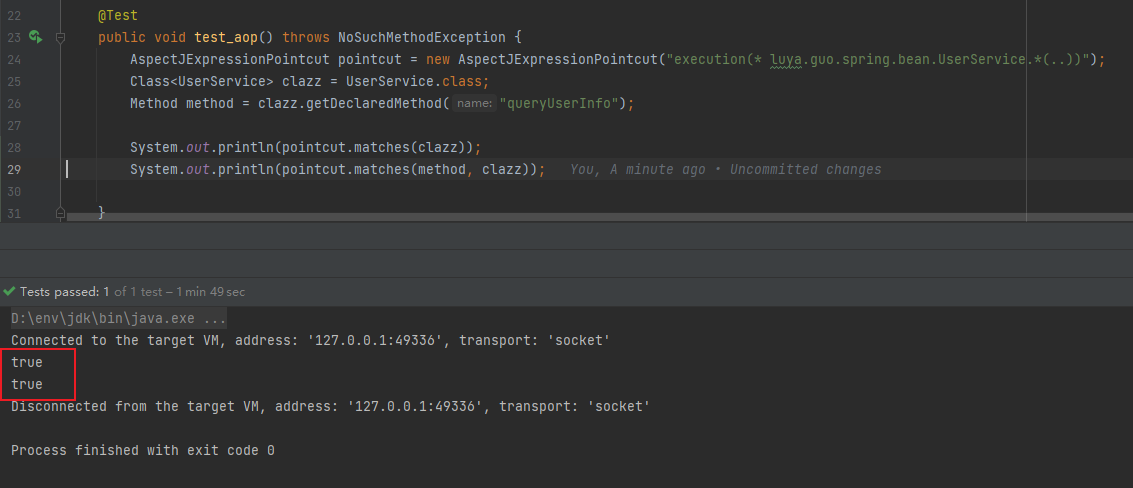 22 @Test
23 public void test_aop() throws NoSuchMethodException {
24 AspectJExpressionPointcut pointcut = new AspectJExpressionPointcut("execution(* luya.guo.spring.bean.UserService.*(..))");
25 Class<UserService> clazz = UserService.class;
26 Method method = clazz.getDeclaredMethod( name: "queryUserInfo");
27
28 System.out.println(pointcut.matches(clazz));
29 System.out.println(pointcut.matches(method, clazz)); You, A minute ago • Uncommitted changes
30
31 }
Tests passed: 1 of 1 test – 1 min 49 sec
D:\env\jdk\bin\java.exe ...
Connected to the target VM, address: '127.0.0.1:49336', transport: 'socket'
true
true
Disconnected from the target VM, address: '127.0.0.1:49336', transport: 'socket'
Process finished with exit code 0